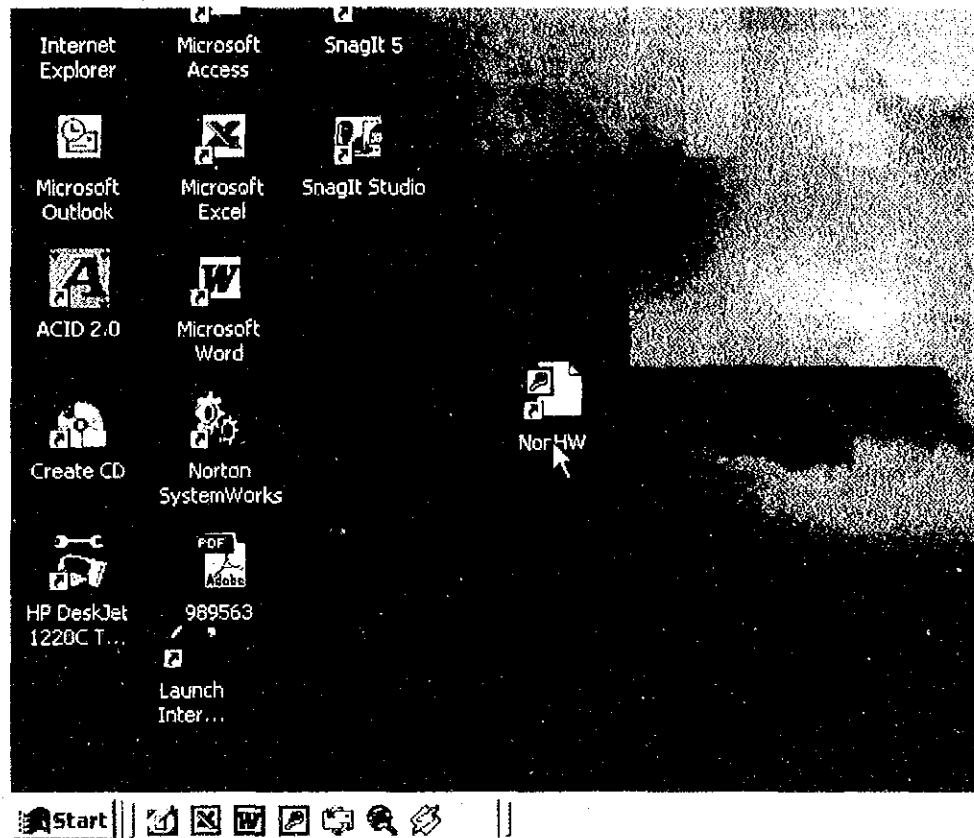 Internet
Explorer
Microsoft
Access
SnagIt 5
Microsoft
Outlook
Microsoft
Excel
SnagIt Studio
ACID 2.0
Microsoft
Word
Create CD
Norton
SystemWorks
HP DeskJet
1220C T...
PDF
Adobe
989563
Launch
Inter...
HW
Start